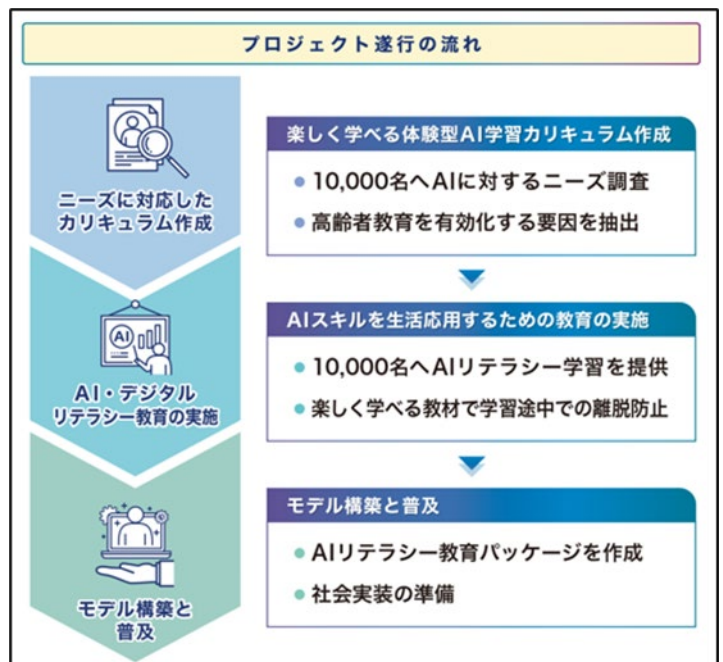 プロジェクト遂行の流れ
ニーズに対応した
カリキュラム作成
楽しく学べる体験型AI学習カリキュラム作成
10,000名へAIに対するニーズ調査
高齢者教育を有効化する要因を抽出
AI
AI・デジタル
リテラシー教育の実施
AIスキルを生活応用するための教育の実施
10,000名へAIリテラシー学習を提供
楽しく学べる教材で学習途中での離脱防止
モデル構築と
普及
モデル構築と普及
AIリテラシー教育パッケージを作成
社会実装の準備